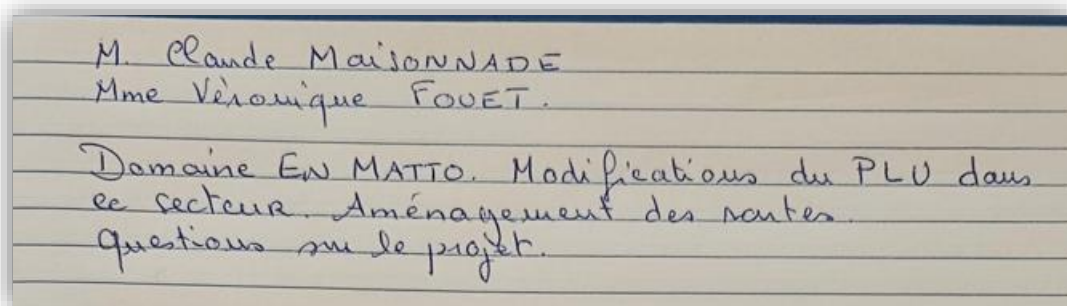 M. Claude MAISONNADE
Mme Véronique FOUET.
Domaine EN MATTO. Modifications du PLU dans
ce secteur. Aménagement des routes.
questions sur le projet.